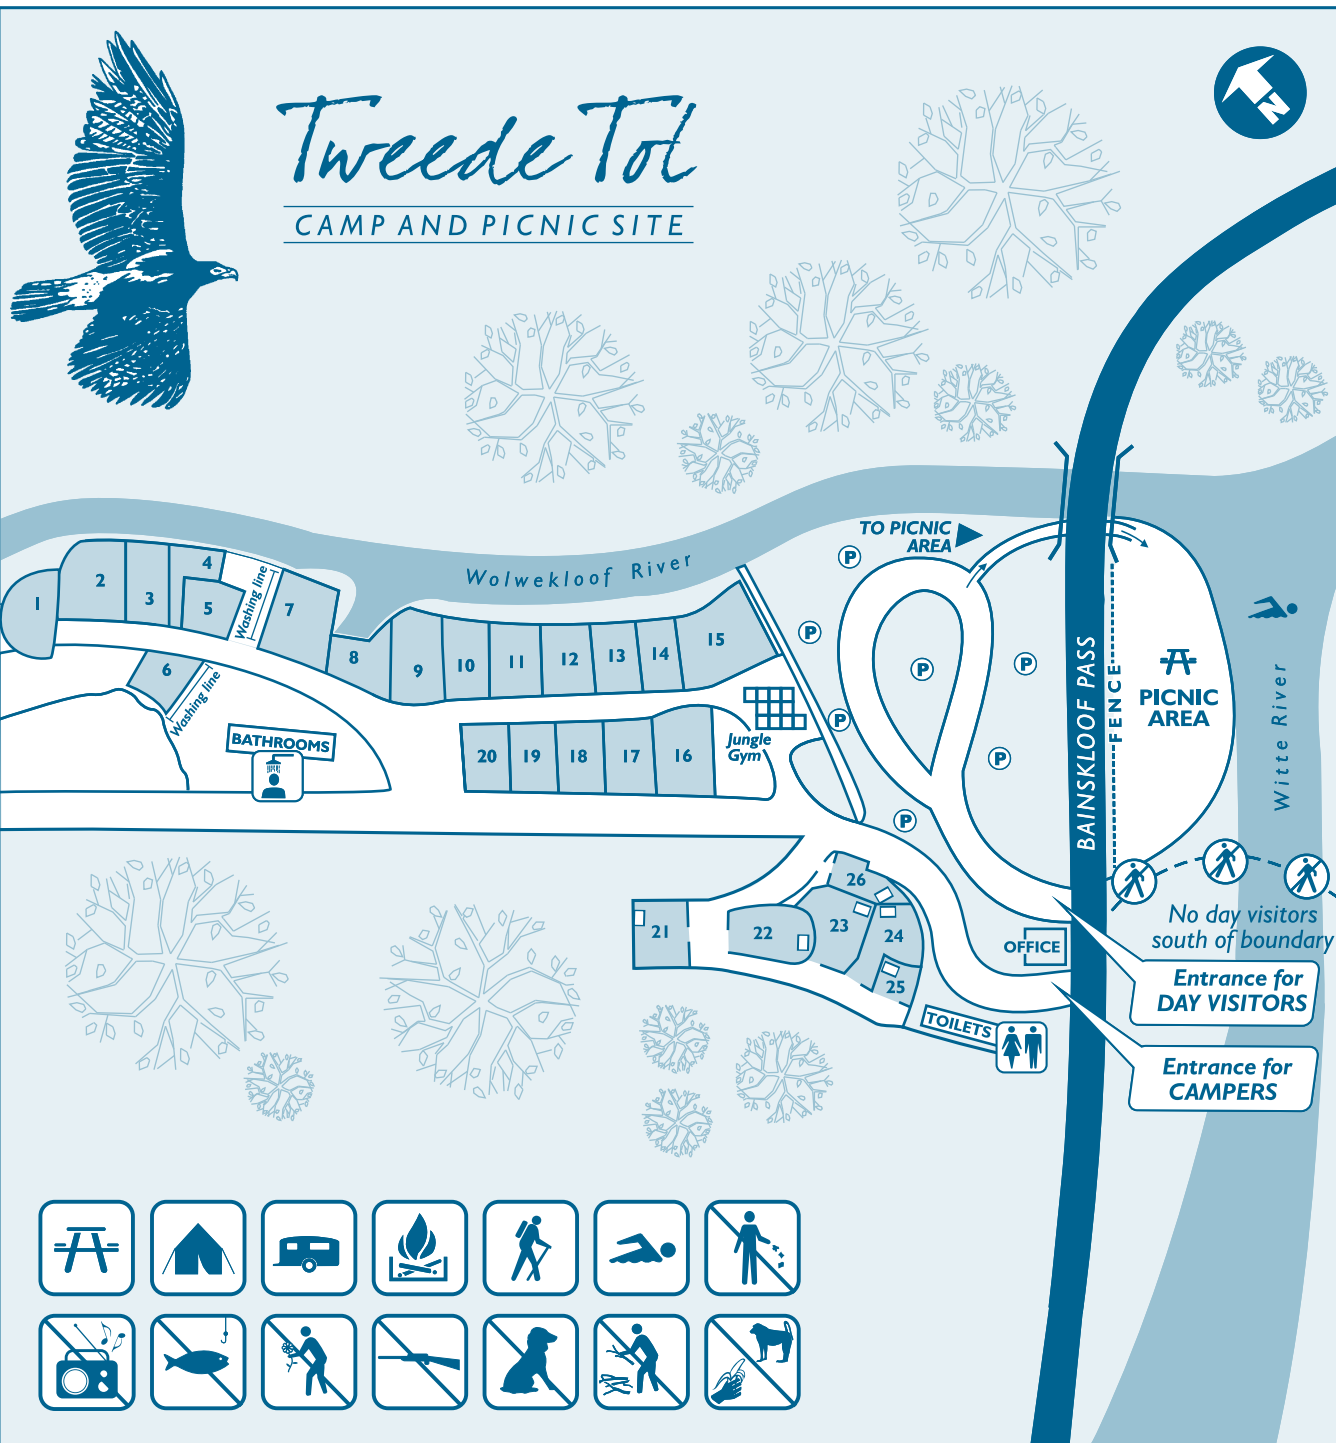 Tweede Tol
CAMP AND PICNIC SITE
N
TO PICNIC
AREA
P
P
P
P
P
P
P
Wolwekloof River
1
2
3
4
5
Washing line
7
6
Washing line
8
9
10
11
12
13
14
15
BATHROOMS
20
19
18
17
16
Jungle
Gym
BAINSKLOOF PASS
FENCE
PICNIC
AREA
Witte River
21
22
23
24
25
26
OFFICE
TOILETS
No day visitors
south of boundary
Entrance for
DAY VISITORS
Entrance for
CAMPERS